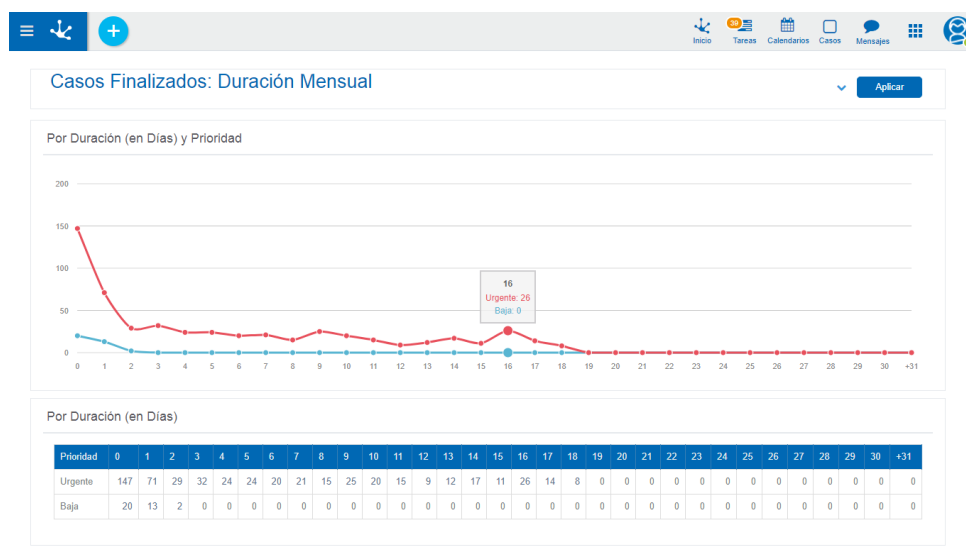 39
Inicio Tareas Calendarios Casos Mensajes
Casos Finalizados: Duración Mensual
Aplicar
Por Duración (en Días) y Prioridad
200
150
100
50
0
16
Urgente: 26
Baja: 0
0 1 2 3 4 5 6 7 8 9 10 11 12 13 14 15 16 17 18 19 20 21 22 23 24 25 26 27 28 29 30 +31
Por Duración (en Días)
Prioridad 0 1 2 3 4 5 6 7 8 9 10 11 12 13 14 15 16 17 18 19 20 21 22 23 24 25 26 27 28 29 30 +31
Urgente 147 71 29 32 24 24 20 21 15 25 20 15 9 12 17 11 26 14 8 0 0 0 0 0 0 0 0 0 0 0 0 0
Baja 20 13 2 0 0 0 0 0 0 0 0 0 0 0 0 0 0 0 0 0 0 0 0 0 0 0 0 0 0 0 0 0